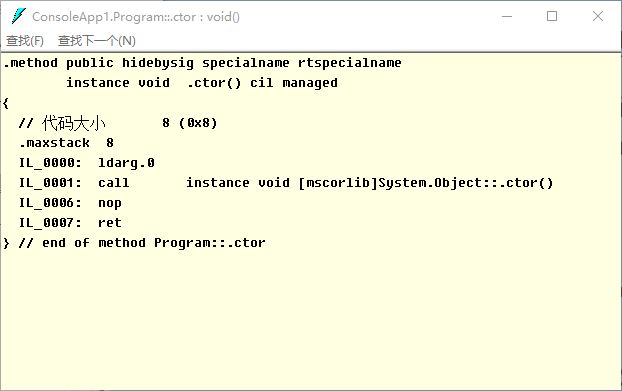 ConsoleApp1.Program::.ctor : void()
查找(F) 查找下一个(N)
.method public hidebysig specialname rtspecialname
        instance void  .ctor() cil managed
{
  // 代码大小       8 (0x8)
  .maxstack  8
  IL_0000:  ldarg.0
  IL_0001:  call       instance void [mscorlib]System.Object::.ctor()
  IL_0006:  nop
  IL_0007:  ret
} // end of method Program::.ctor